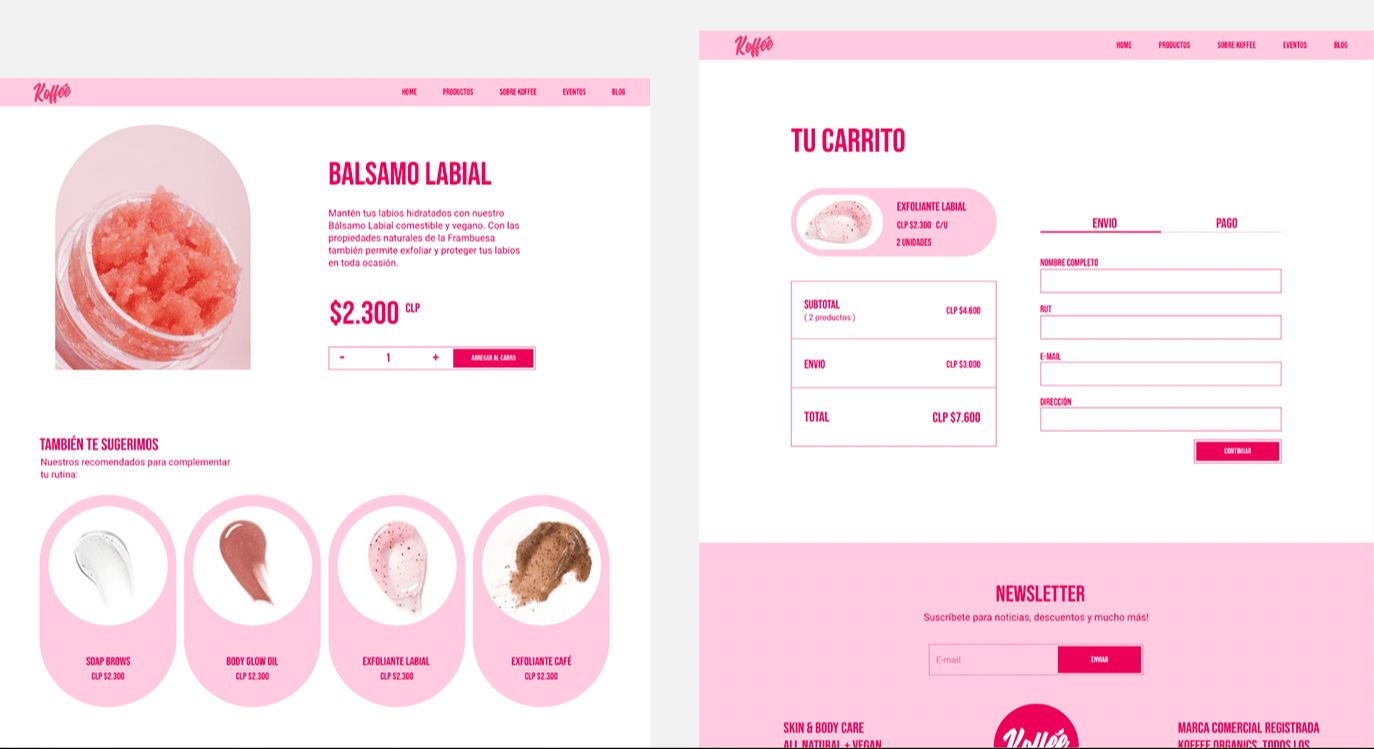 Koffée
HOME PRODUCTOS SOBRE KOFFEE EVENTOS BLOG
BALSAMO LABIAL
Mantén tus labios hidratados con nuestro
Bálsamo Labial comestible y vegano. Con las
propiedades naturales de la Frambuesa
también permite exfoliar y proteger tus labios
en toda ocasión.
$2.300 CLP
- 1 + AGREGAR AL CARRO
TAMBIÉN TE SUGERIMOS
Nuestros recomendados para complementar
tu rutina:
SOAP BROWS
CLP $2.300
BODY GLOW OIL
CLP $2.300
EXFOLIANTE LABIAL
CLP $2.300
EXFOLIANTE CAFÉ
CLP $2.300
Koffée
HOME PRODUCTOS SOBRE KOFFEE EVENTOS BLOG
TU CARRITO
EXFOLIANTE LABIAL
CLP $2.300 C/U
2 UNIDADES
SUBTOTAL CLP $4.600
( 2 productos )
ENVIO CLP $3.000
TOTAL CLP $7.600
ENVIO PAGO
NOMBRE COMPLETO
RUT
E-MAIL
DIRECCIÓN
CONTINUAR
NEWSLETTER
Suscríbete para noticias, descuentos y mucho más!
E-mail ENVIAR
SKIN & BODY CARE
ALL NATURAL + VEGAN
Koffée
MARCA COMERCIAL REGISTRADA
KOFFEE ORGANICS. TODOS LOS